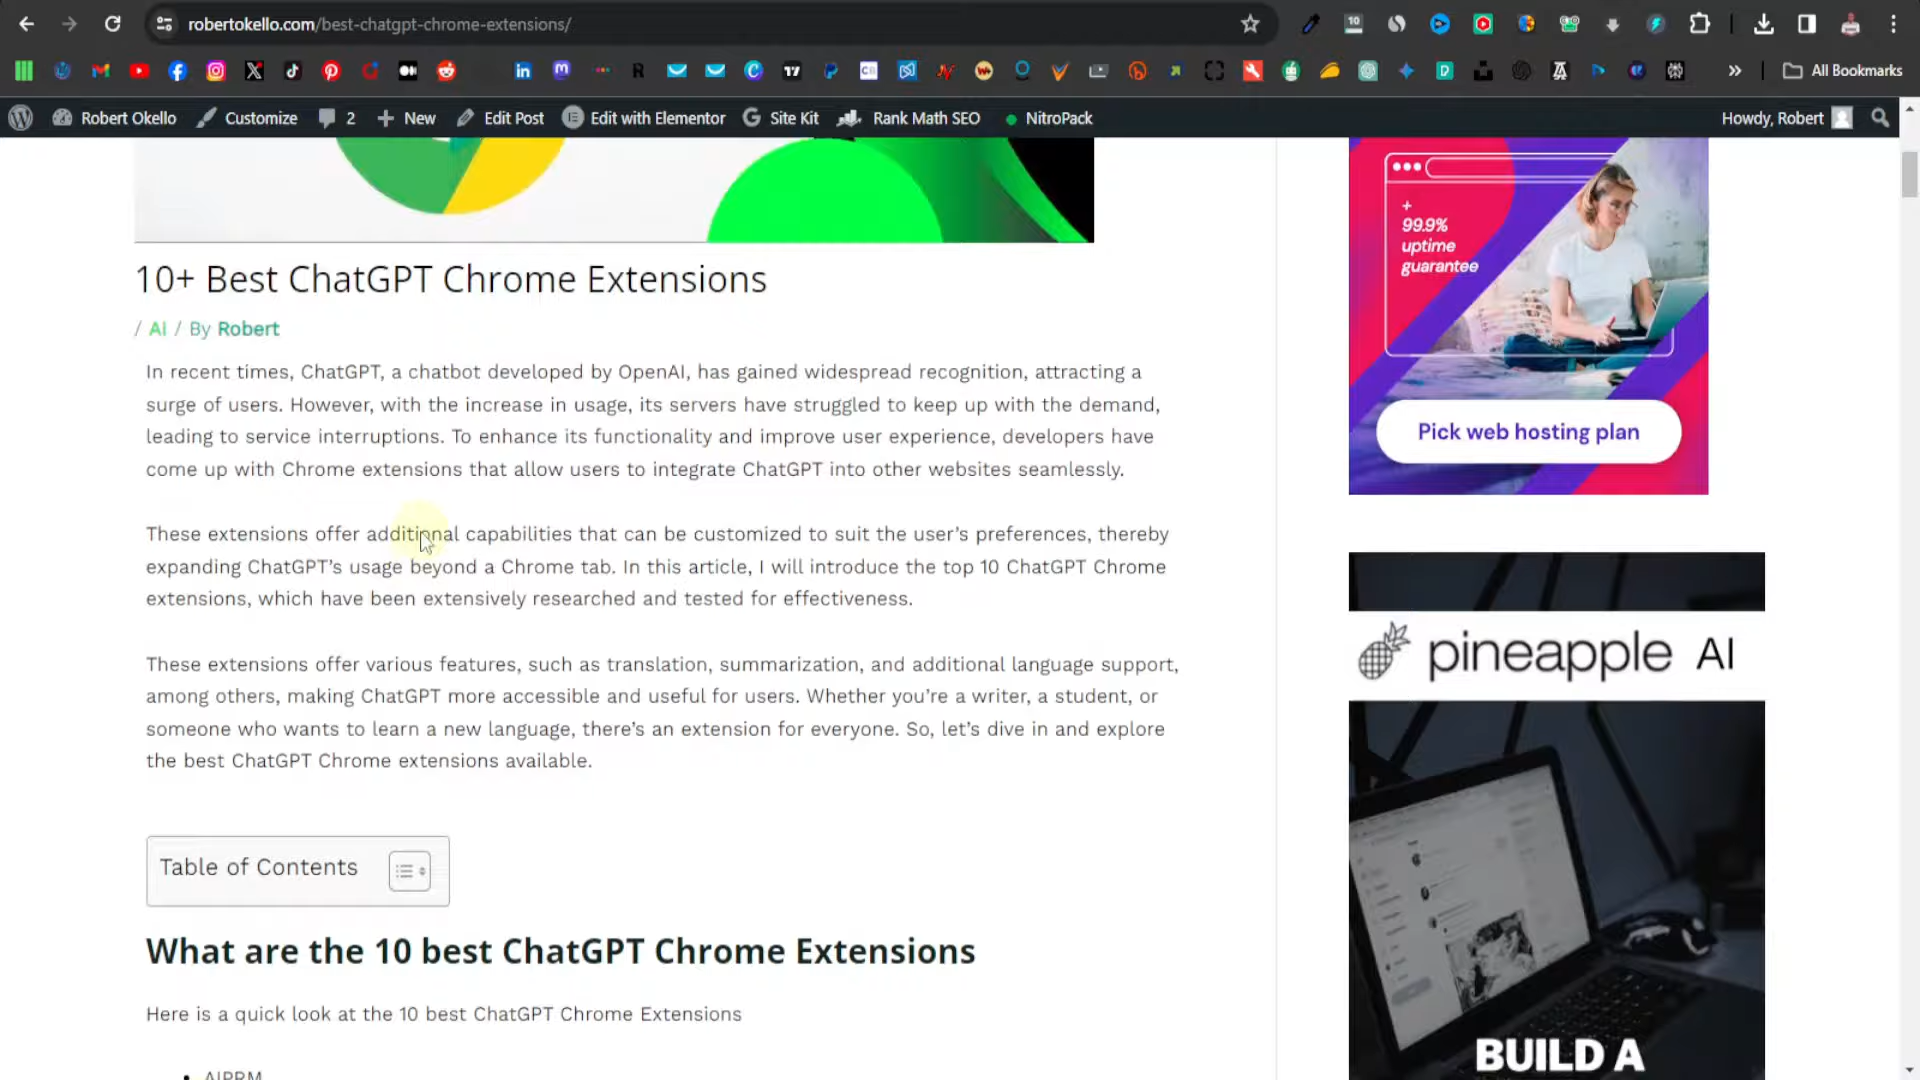 robertokello.com/best-chatgpt-chrome-extensions/
All Bookmarks
Robert Okello
Customize
2
New
Edit Post
Edit with Elementor
Site Kit
Rank Math SEO
NitroPack
Howdy, Robert
+
99.9%
uptime
guarantee
Pick web hosting plan
10+ Best ChatGPT Chrome Extensions
/ AI / By Robert
In recent times, ChatGPT, a chatbot developed by OpenAI, has gained widespread recognition, attracting a
surge of users. However, with the increase in usage, its servers have struggled to keep up with the demand,
leading to service interruptions. To enhance its functionality and improve user experience, developers have
come up with Chrome extensions that allow users to integrate ChatGPT into other websites seamlessly.
These extensions offer additional capabilities that can be customized to suit the user's preferences, thereby
expanding ChatGPT's usage beyond a Chrome tab. In this article, I will introduce the top 10 ChatGPT Chrome
extensions, which have been extensively researched and tested for effectiveness.
These extensions offer various features, such as translation, summarization, and additional language support,
among others, making ChatGPT more accessible and useful for users. Whether you're a writer, a student, or
someone who wants to learn a new language, there's an extension for everyone. So, let's dive in and explore
the best ChatGPT Chrome extensions available.
Table of Contents
What are the 10 best ChatGPT Chrome Extensions
Here is a quick look at the 10 best ChatGPT Chrome Extensions
AIPRM
pineapple AI
BUILD A